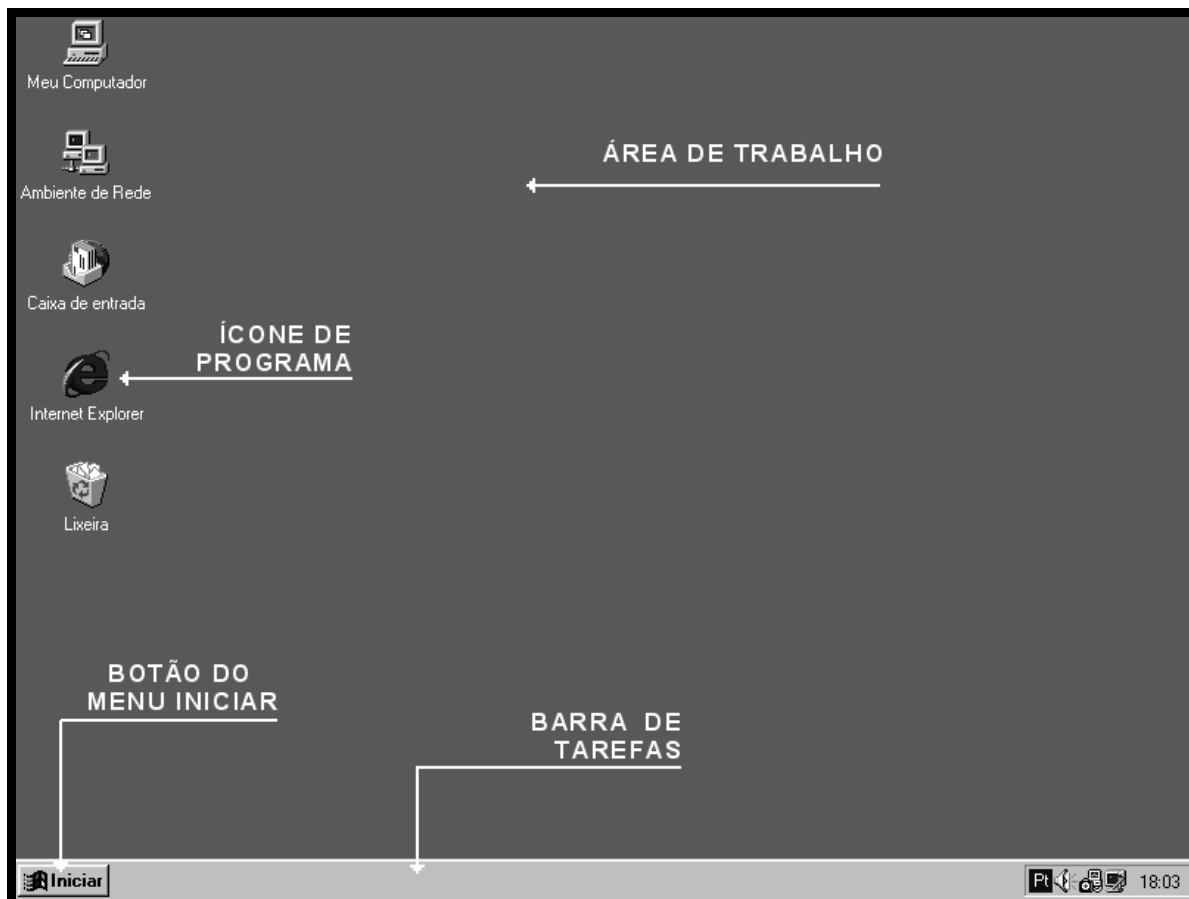 Meu Computador
ÁREA DE TRABALHO
Ambiente de Rede
Caixa de entrada
ÍCONE DE
PROGRAMA
Internet Explorer
Lixeira
BOTÃO DO
MENU INICIAR
BARRA DE
TAREFAS
Iniciar
Pt
18:03